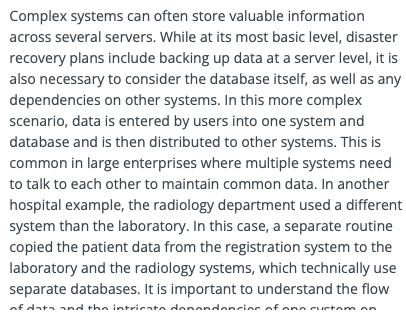 Complex systems can often store valuable information
across several servers. While at its most basic level, disaster
recovery plans include backing up data at a server level, it is
also necessary to consider the database itself, as well as any
dependencies on other systems. In this more complex
scenario, data is entered by users into one system and
database and is then distributed to other systems. This is
common in large enterprises where multiple systems need
to talk to each other to maintain common data. In another
hospital example, the radiology department used a different
system than the laboratory. In this case, a separate routine
copied the patient data from the registration system to the
laboratory and the radiology systems, which technically use
separate databases. It is important to understand the flow
of data and the intricate dependencies of one system on